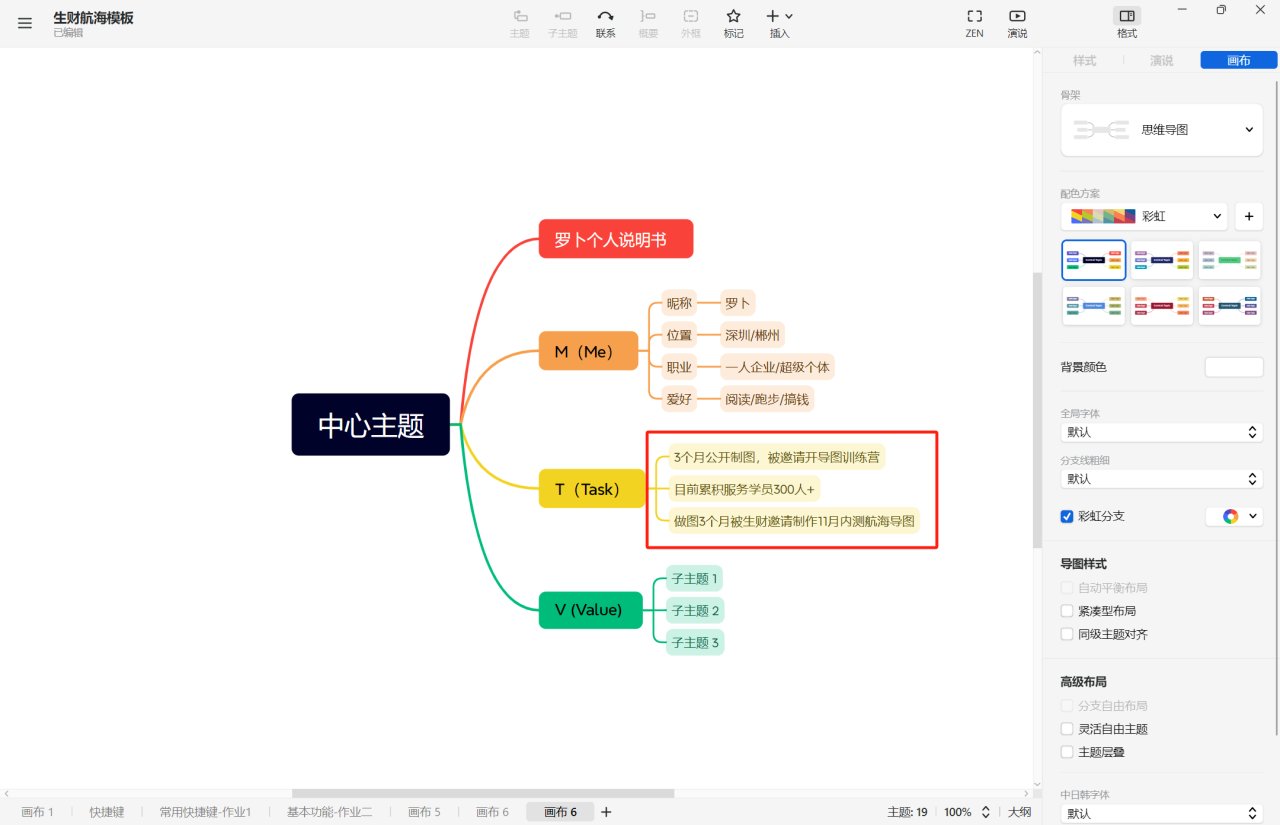 生财航海模板
已编辑
主题
子主题
联系
概要
外框
标记
插入
ZEN
演说
格式
样式
演说
画布
骨架
思维导图
配色方案
彩虹
背景颜色
全局字体
默认
分支线粗细
默认
彩虹分支
导图样式
自动平衡布局
紧凑型布局
同级主题对齐
高级布局
分支自由布局
灵活自由主题
主题层叠
中日韩字体
默认
中心主题
罗卜个人说明书
M（Me）
昵称
罗卜
位置
深圳/郴州
职业
一人企业/超级个体
爱好
阅读/跑步/搞钱
T（Task）
3个月公开制图，被邀请开导图训练营
目前累积服务学员300人+
做图3个月被生财邀请制作11月内测航海导图
V (Value)
子主题 1
子主题 2
子主题 3
画布 1
快捷键
常用快捷键-作业1
基本功能-作业二
画布 5
画布 6
画布 6
主题: 19
100%
大纲